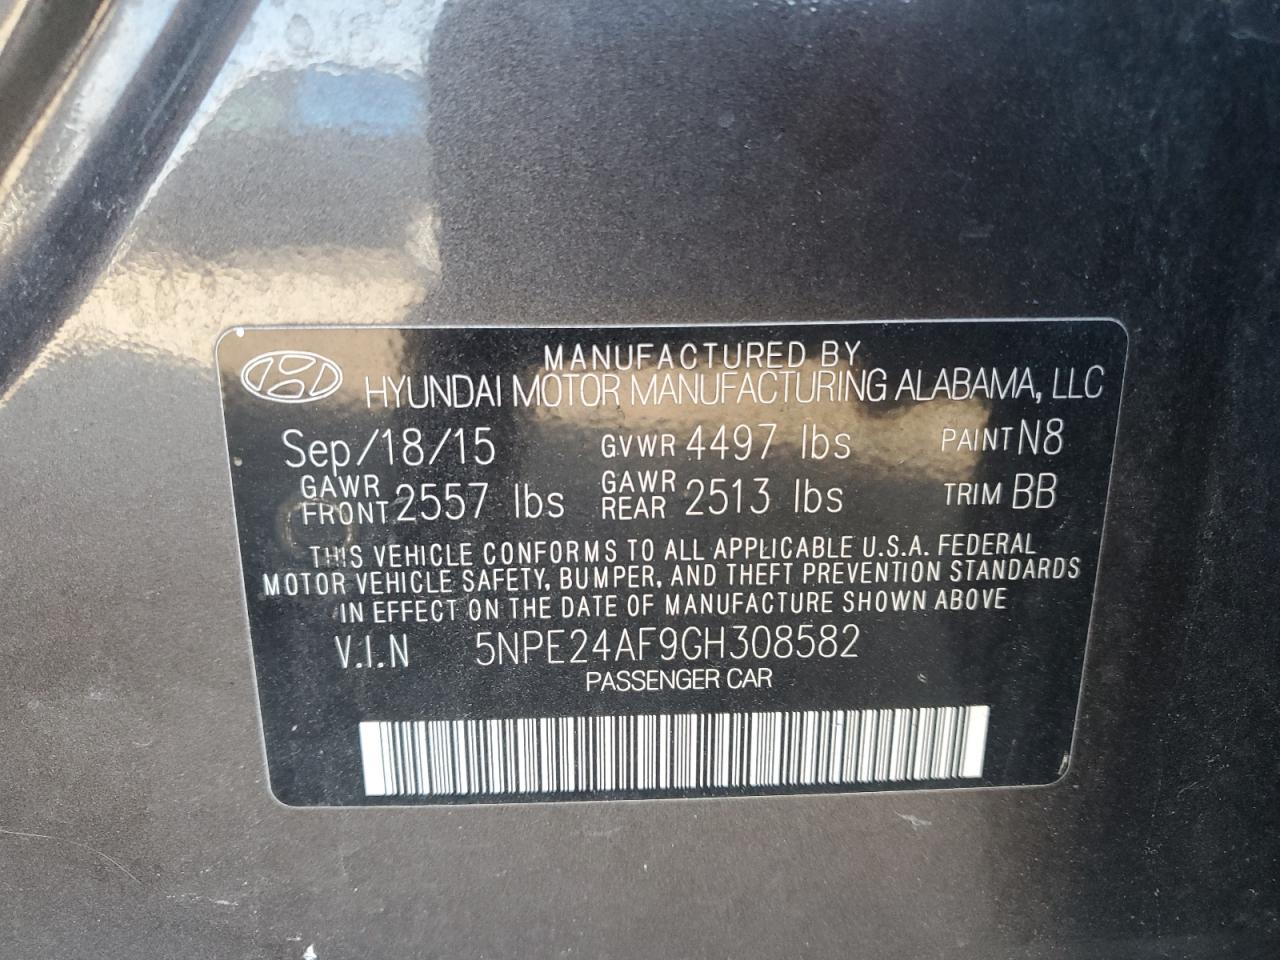 MANUFACTURED BY
HYUNDAI MOTOR MANUFACTURING ALABAMA, LLC
Sep/18/15 GVWR 4497 lbs PAINT N8
GAWR FRONT 2557 lbs GAWR REAR 2513 lbs TRIM BB
THIS VEHICLE CONFORMS TO ALL APPLICABLE U.S.A. FEDERAL
MOTOR VEHICLE SAFETY, BUMPER, AND THEFT PREVENTION STANDARDS
IN EFFECT ON THE DATE OF MANUFACTURE SHOWN ABOVE
V.I.N 5NPE24AF9GH308582
PASSENGER CAR